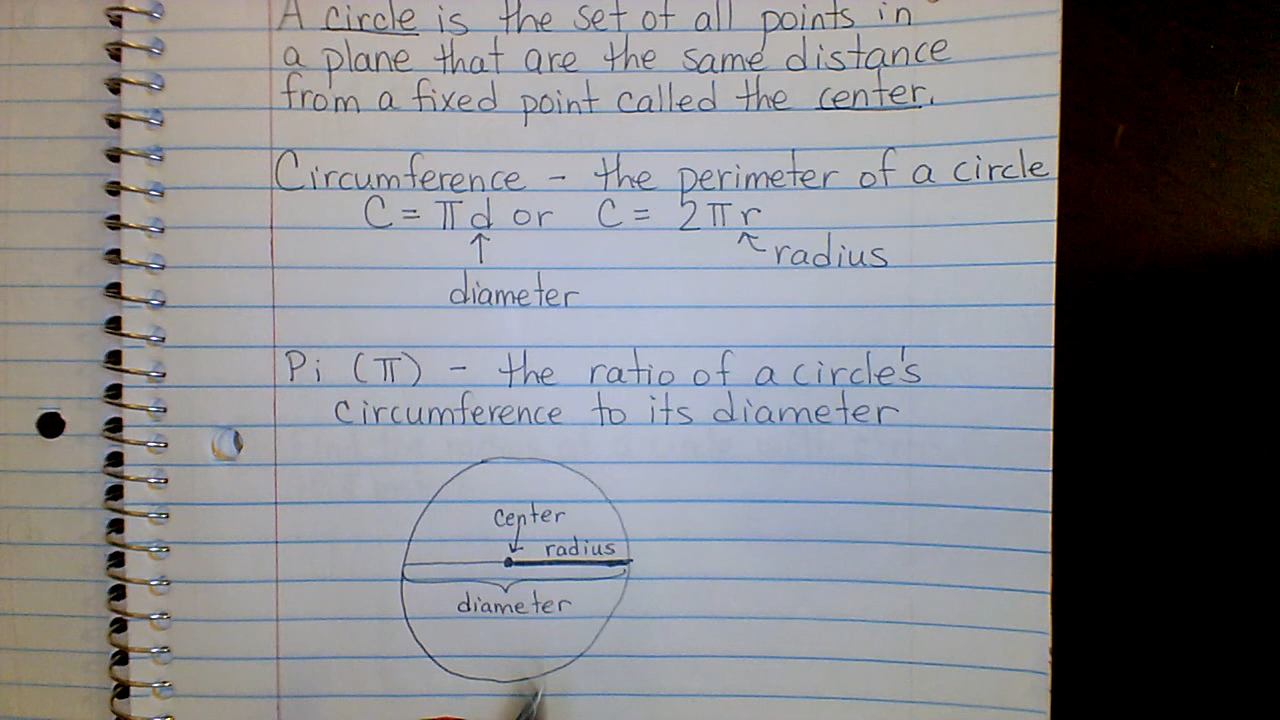 A circle is the set of all points in
a plane that are the same distance
from a fixed point called the center.
Circumference - the perimeter of a circle
C = πd or C = 2πr
radius
diameter
Pi (π) - the ratio of a circle's
circumference to its diameter
center
radius
diameter